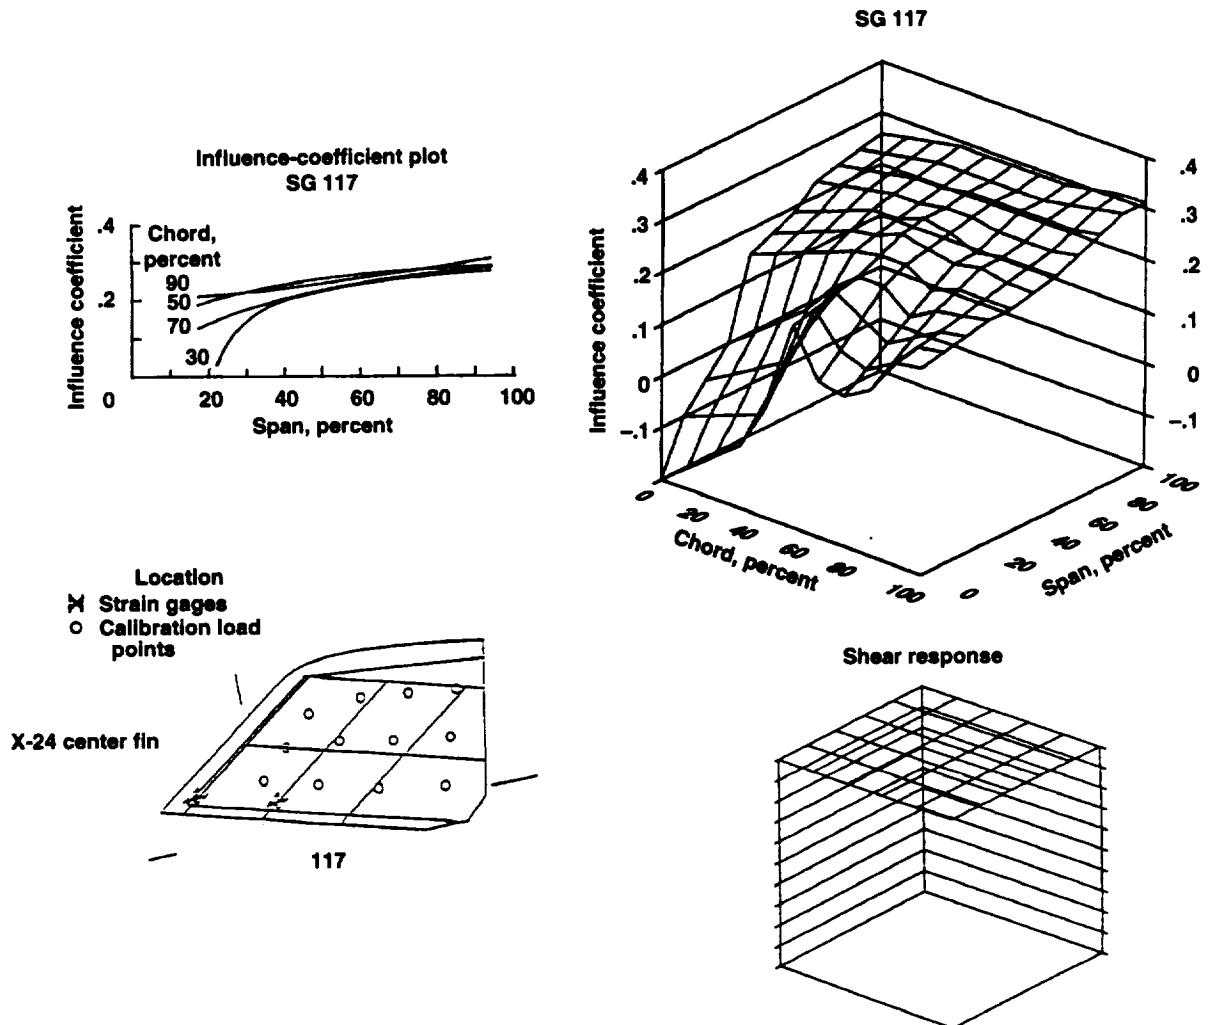 SG 117
Influence-coefficient plot
SG 117
Influence coefficient
.4
.2
0
Chord,
percent
90
50
70
30
20
40
60
80
100
Span, percent
Influence coefficient
.4
.3
.2
.1
0
–.1
.4
.3
.2
.1
0
–.1
0
20
40
60
80
100
Chord, percent
0
20
40
60
80
100
Span, percent
Location
Strain gages
Calibration load
points
X-24 center fin
117
Shear response